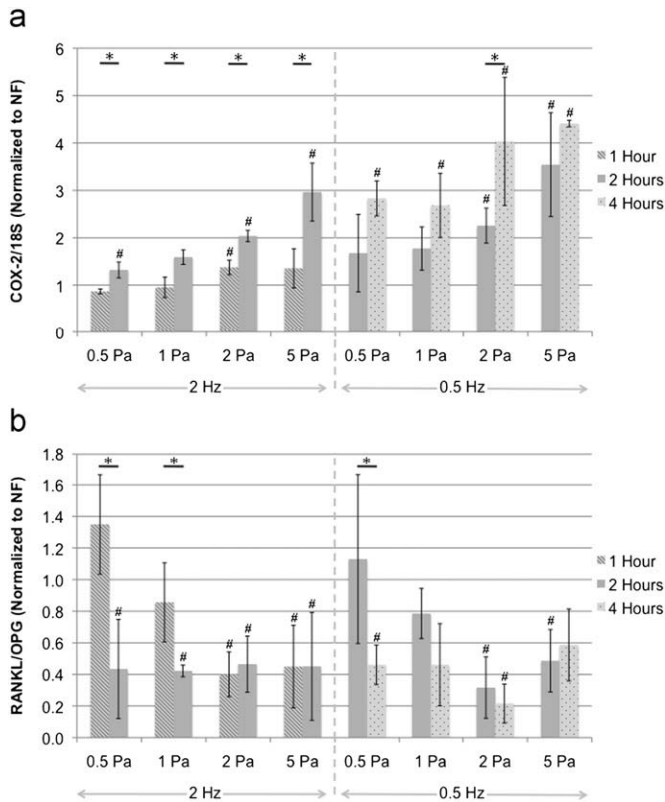 a
COX-2/18S (Normalized to NF)
6
5
4
3
2
1
0
* * * * *
# # # # # # # # # #
0.5 Pa 1 Pa 2 Pa 5 Pa 0.5 Pa 1 Pa 2 Pa 5 Pa
2 Hz 0.5 Hz
1 Hour
2 Hours
4 Hours
b
RANKL/OPG (Normalized to NF)
1.8
1.6
1.4
1.2
1.0
0.8
0.6
0.4
0.2
0.0
* * *
# # # # # # # # # #
0.5 Pa 1 Pa 2 Pa 5 Pa 0.5 Pa 1 Pa 2 Pa 5 Pa
2 Hz 0.5 Hz
1 Hour
2 Hours
4 Hours